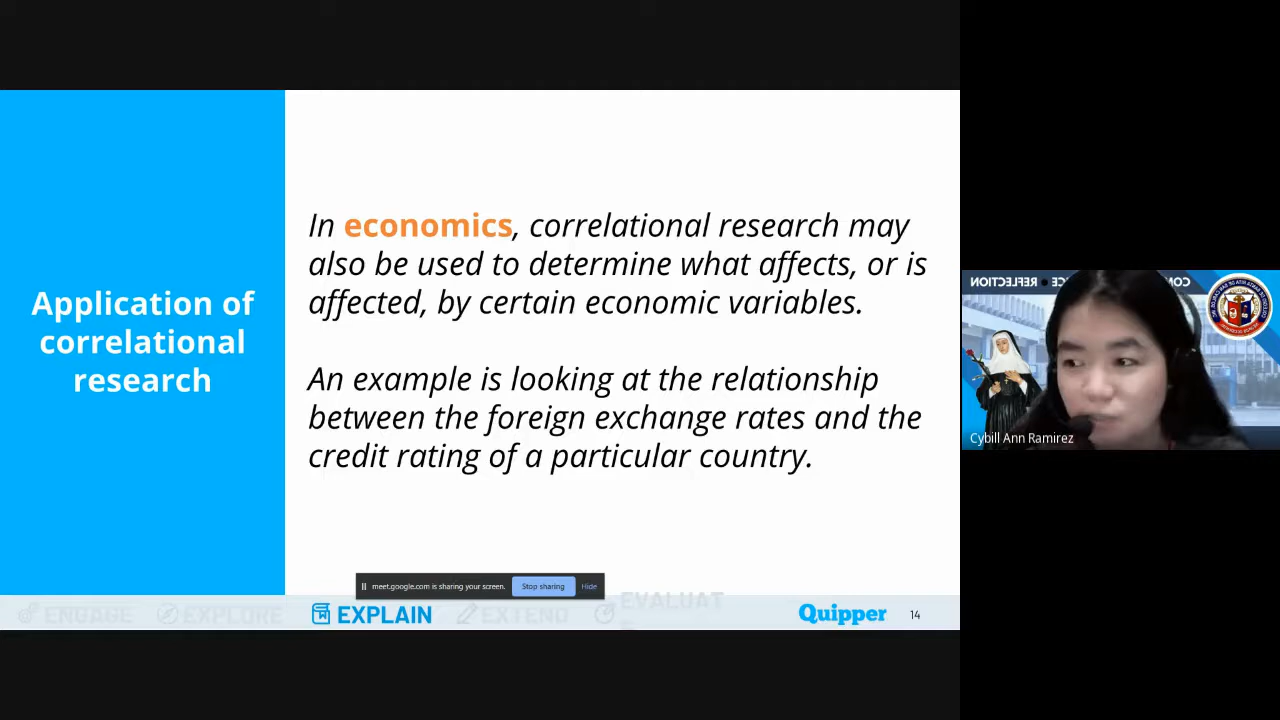 Application of
correlational
research
In economics, correlational research may
also be used to determine what affects, or is
affected, by certain economic variables.
An example is looking at the relationship
between the foreign exchange rates and the
credit rating of a particular country.
meet.google.com is sharing your screen. Stop sharing Hide
ENGAGE EXPLORE EXPLAIN EXTEND EVALUAT
E
Quipper 14
REFLECTION
Cybill Ann Ramirez